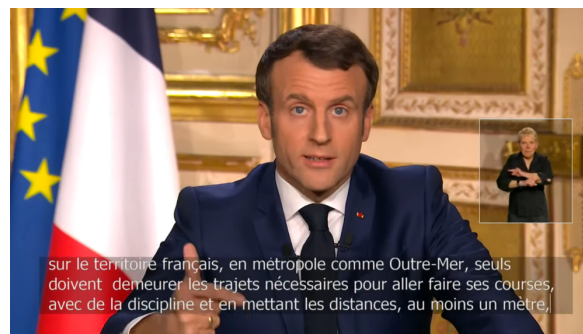 sur le territoire français, en métropole comme Outre-Mer, seuls
doivent  demeurer les trajets nécessaires pour aller faire ses courses,
avec de la discipline et en mettant les distances, au moins un mètre,